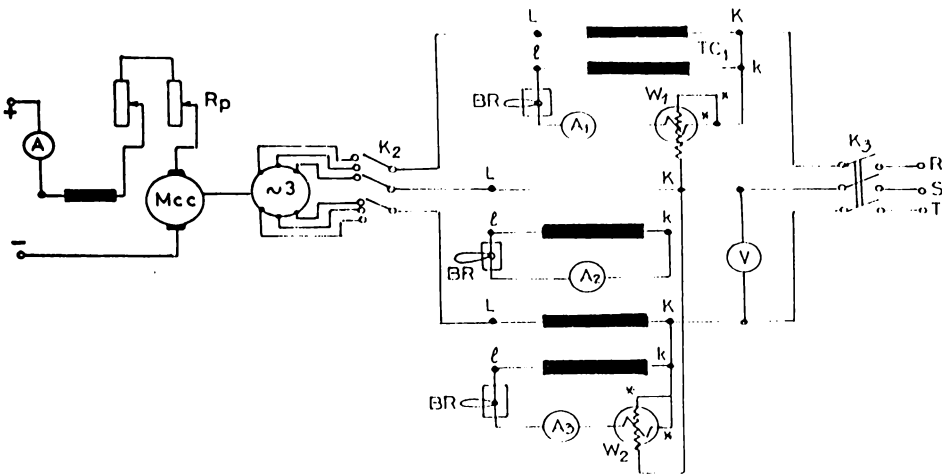 L K
TC1
l k
BR
A1
W1
* *
+
A
Rp
Mcc
~3
K2
K3
R
S
T
L K
l k
BR
A2
V
L K
l k
BR
A3
* *
W2
−